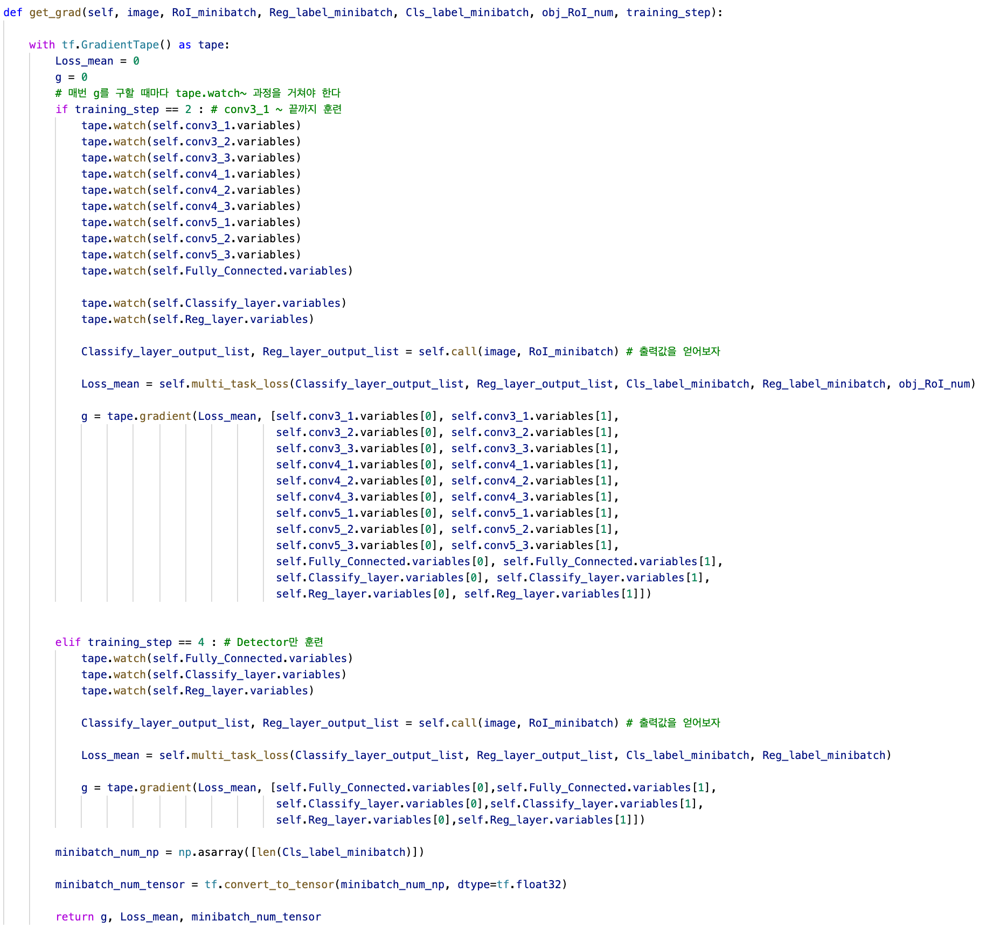 def get_grad(self, image, RoI_minibatch, Reg_label_minibatch, Cls_label_minibatch, obj_RoI_num, training_step):
with tf.GradientTape() as tape:
Loss_mean = 0
g = 0
# 매번 g를 구할 때마다 tape.watch~ 과정을 거쳐야 한다
if training_step == 2 : # conv3_1 ~ 끝까지 훈련
tape.watch(self.conv3_1.variables)
tape.watch(self.conv3_2.variables)
tape.watch(self.conv3_3.variables)
tape.watch(self.conv4_1.variables)
tape.watch(self.conv4_2.variables)
tape.watch(self.conv4_3.variables)
tape.watch(self.conv5_1.variables)
tape.watch(self.conv5_2.variables)
tape.watch(self.conv5_3.variables)
tape.watch(self.Fully_Connected.variables)
tape.watch(self.Classify_layer.variables)
tape.watch(self.Reg_layer.variables)
Classify_layer_output_list, Reg_layer_output_list = self.call(image, RoI_minibatch) # 출력값을 얻어보자
Loss_mean = self.multi_task_loss(Classify_layer_output_list, Reg_layer_output_list, Cls_label_minibatch, Reg_label_minibatch, obj_RoI_num)
g = tape.gradient(Loss_mean, [self.conv3_1.variables[0], self.conv3_1.variables[1],
self.conv3_2.variables[0], self.conv3_2.variables[1],
self.conv3_3.variables[0], self.conv3_3.variables[1],
self.conv4_1.variables[0], self.conv4_1.variables[1],
self.conv4_2.variables[0], self.conv4_2.variables[1],
self.conv4_3.variables[0], self.conv4_3.variables[1],
self.conv5_1.variables[0], self.conv5_1.variables[1],
self.conv5_2.variables[0], self.conv5_2.variables[1],
self.conv5_3.variables[0], self.conv5_3.variables[1],
self.Fully_Connected.variables[0], self.Fully_Connected.variables[1],
self.Classify_layer.variables[0], self.Classify_layer.variables[1],
self.Reg_layer.variables[0], self.Reg_layer.variables[1]])
elif training_step == 4 : # Detector만 훈련
tape.watch(self.Fully_Connected.variables)
tape.watch(self.Classify_layer.variables)
tape.watch(self.Reg_layer.variables)
Classify_layer_output_list, Reg_layer_output_list = self.call(image, RoI_minibatch) # 출력값을 얻어보자
Loss_mean = self.multi_task_loss(Classify_layer_output_list, Reg_layer_output_list, Cls_label_minibatch, Reg_label_minibatch)
g = tape.gradient(Loss_mean, [self.Fully_Connected.variables[0],self.Fully_Connected.variables[1],
self.Classify_layer.variables[0],self.Classify_layer.variables[1],
self.Reg_layer.variables[0],self.Reg_layer.variables[1]])
minibatch_num_np = np.asarray([len(Cls_label_minibatch)])
minibatch_num_tensor = tf.convert_to_tensor(minibatch_num_np, dtype=tf.float32)
return g, Loss_mean, minibatch_num_tensor